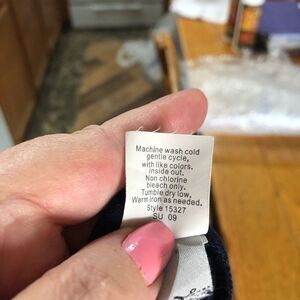 Machine wash cold
gentle cycle,
with like colors.
inside out.
Non chlorine
bleach only.
Tumble dry low,
Warm iron as needed.
Style 15327
SU 09